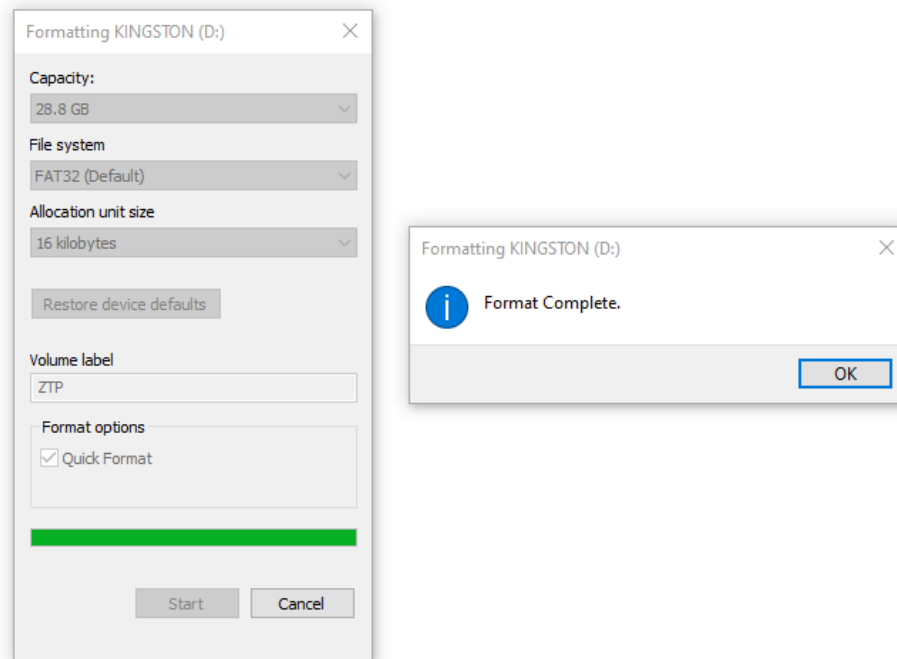 Formatting KINGSTON (D:)
Capacity:
28.8 GB
File system
FAT32 (Default)
Allocation unit size
16 kilobytes
Restore device defaults
Volume label
ZTP
Format options
Quick Format
Start Cancel
Formatting KINGSTON (D:)
Format Complete.
OK